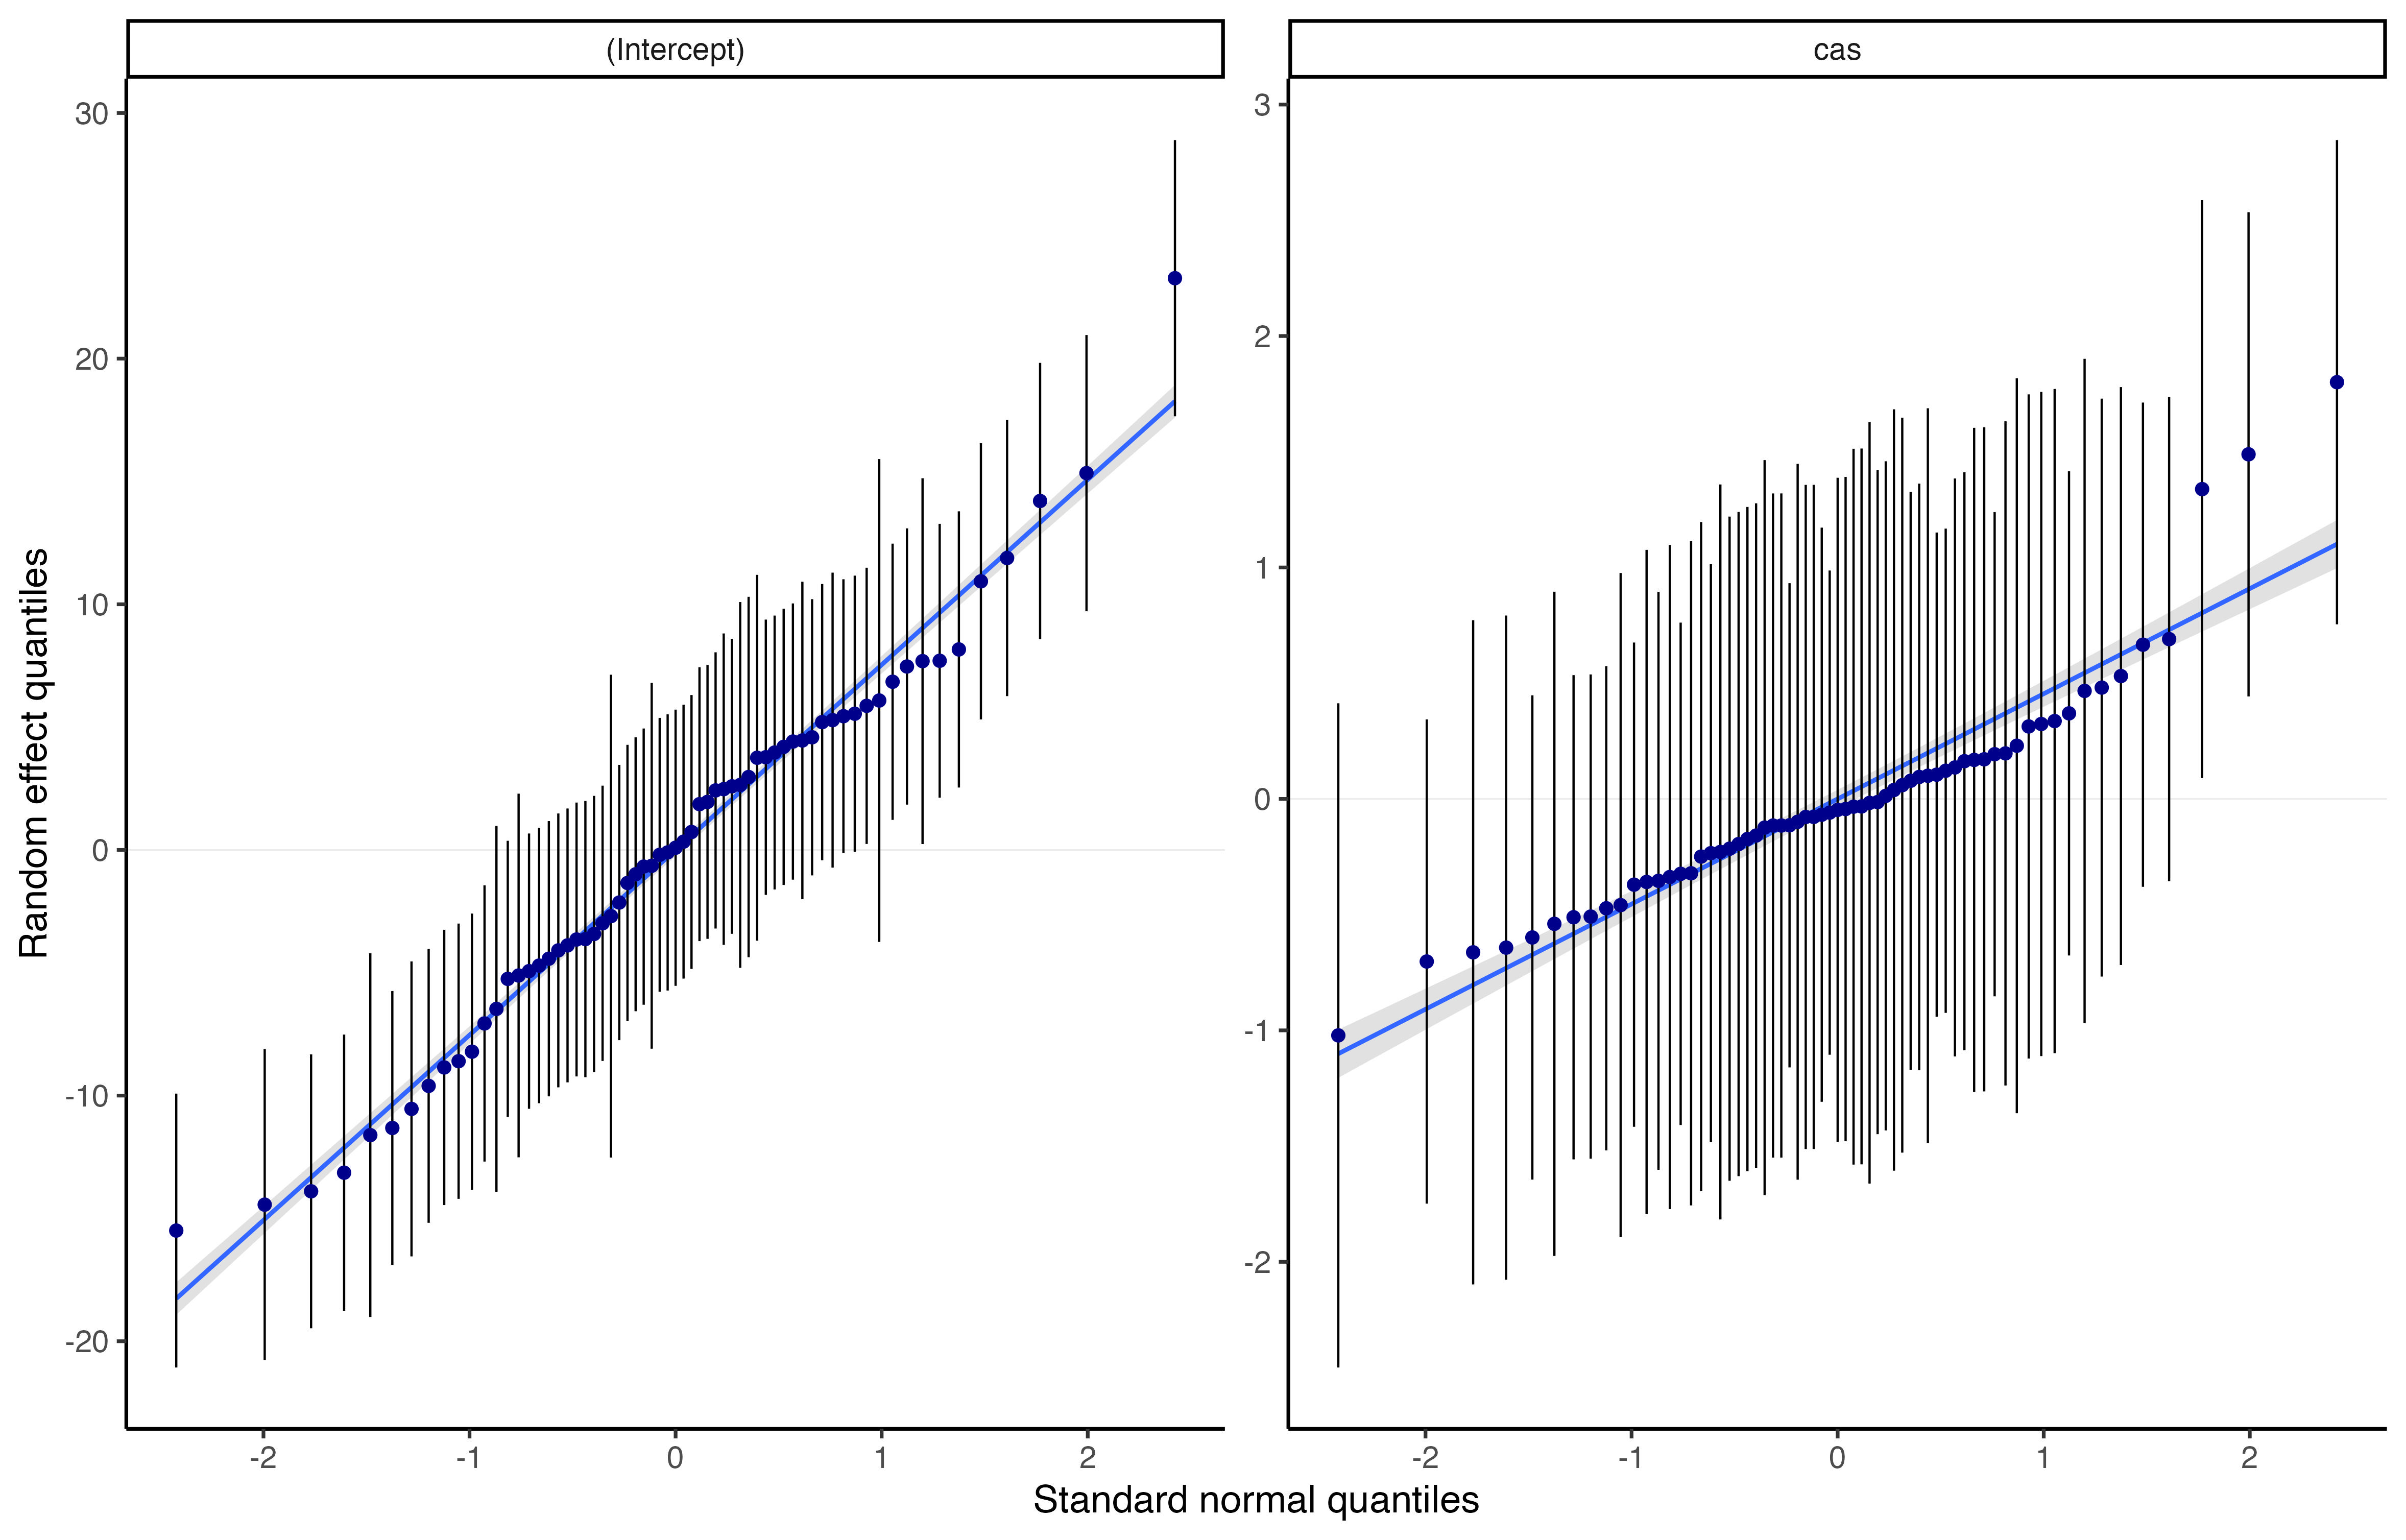 (Intercept)
cas
Random effect quantiles
30
20
10
0
-10
-20
3
2
1
0
-1
-2
-2 -1 0 1 2
-2 -1 0 1 2
Standard normal quantiles